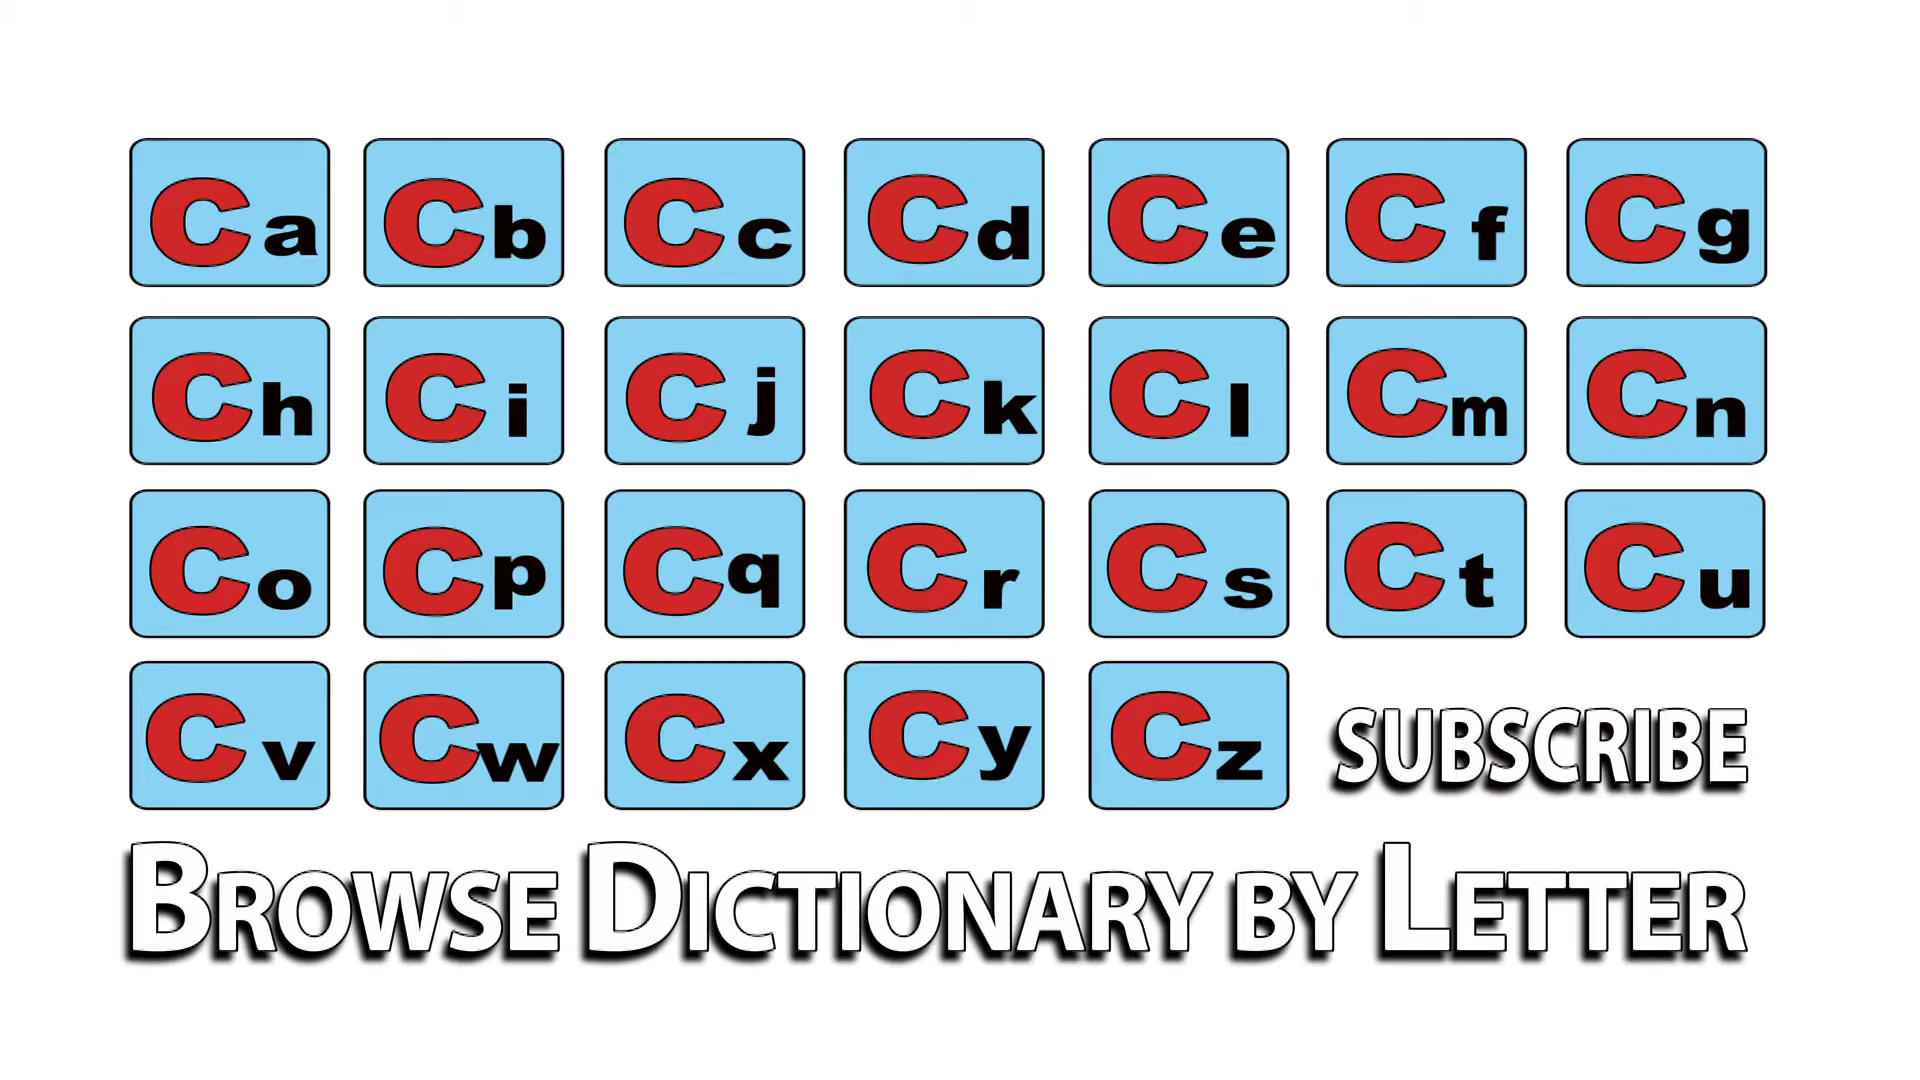 Ca Cb Cc Cd Ce Cf Cg
Ch Ci Cj Ck Cl Cm Cn
Co Cp Cq Cr Cs Ct Cu
Cv Cw Cx Cy Cz SUBSCRIBE
BROWSE DICTIONARY BY LETTER